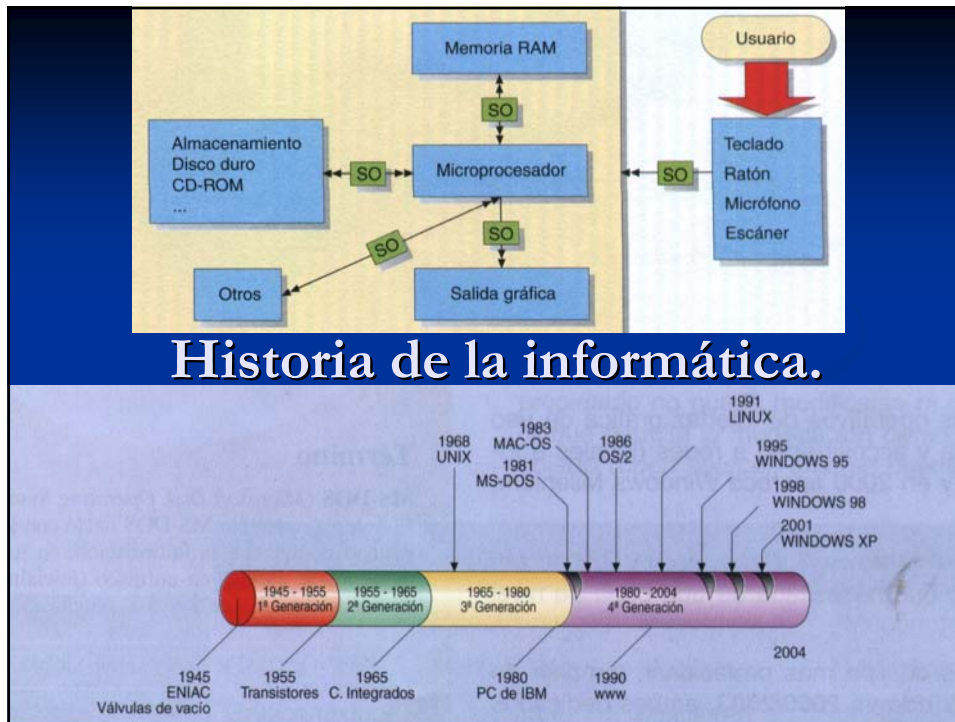 Memoria RAM
Usuario
SO
Almacenamiento
Disco duro
CD-ROM
...
SO
Microprocesador
SO
Teclado
Ratón
Micrófono
Escáner
SO
SO
Otros
Salida gráfica
Historia de la informática.
1968
UNIX
1983
MAC-OS
1981
MS-DOS
1986
OS/2
1991
LINUX
1995
WINDOWS 95
1998
WINDOWS 98
2001
WINDOWS XP
1945 - 1955
1ª Generación
1955 - 1965
2ª Generación
1965 - 1980
3ª Generación
1980 - 2004
4ª Generación
2004
1945
ENIAC
Válvulas de vacío
1955
Transistores
1965
C. Integrados
1980
PC de IBM
1990
www